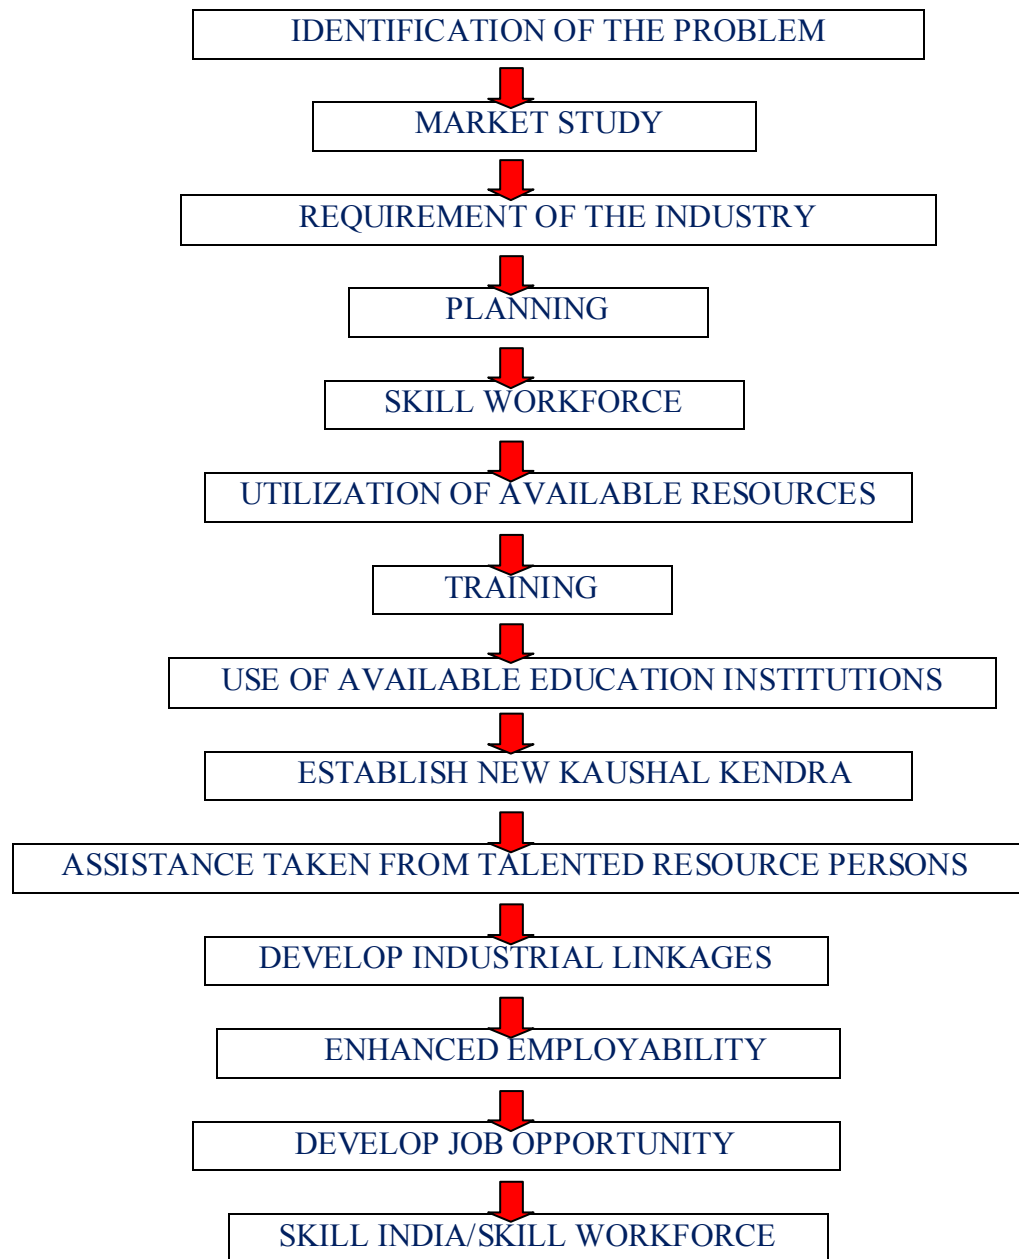 IDENTIFICATION OF THE PROBLEM
MARKET STUDY
REQUIREMENT OF THE INDUSTRY
PLANNING
SKILL WORKFORCE
UTILIZATION OF AVAILABLE RESOURCES
TRAINING
USE OF AVAILABLE EDUCATION INSTITUTIONS
ESTABLISH NEW KAUSHAL KENDRA
ASSISTANCE TAKEN FROM TALENTED RESOURCE PERSONS
DEVELOP INDUSTRIAL LINKAGES
ENHANCED EMPLOYABILITY
DEVELOP JOB OPPORTUNITY
SKILL INDIA/SKILL WORKFORCE